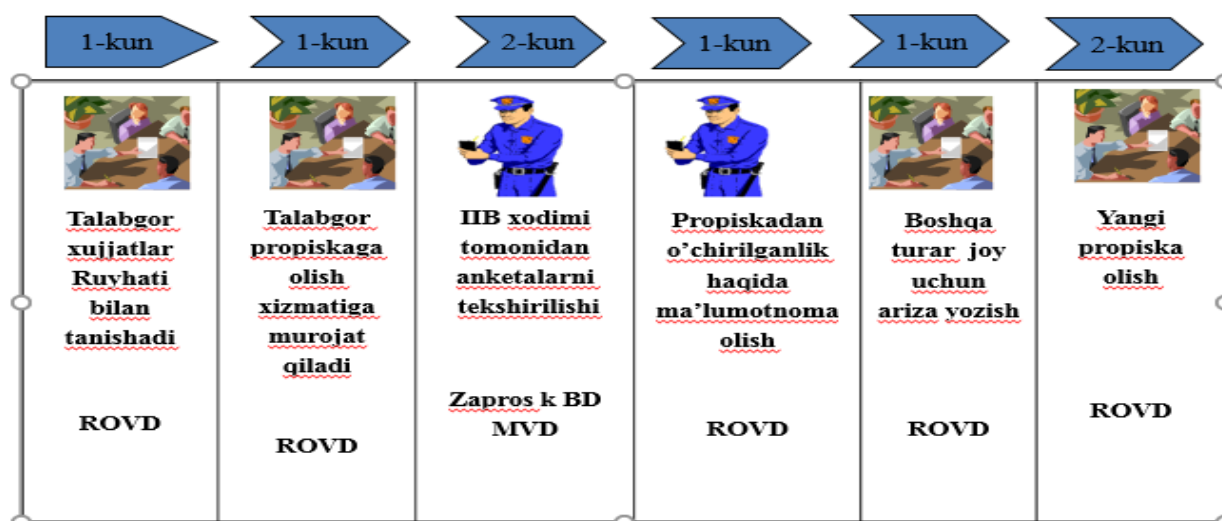 1-kun
1-kun
2-kun
1-kun
1-kun
2-kun
Talabgor
xujjatlar
Ruyhati
bilan
tanishadi
ROVD
Talabgor
propiskaga
olish
xizmatiga
murojat
qiladi
ROVD
IIB xodimi
tomonidan
anketalarni
tekshirilishi
Zapros k BD
MVD
Propiskadan
o’chirilganlik
haqida
ma’lumotnoma
olish
ROVD
Boshqa
turar joy
uchun
ariza yozish
ROVD
Yangi
propiska
olish
ROVD